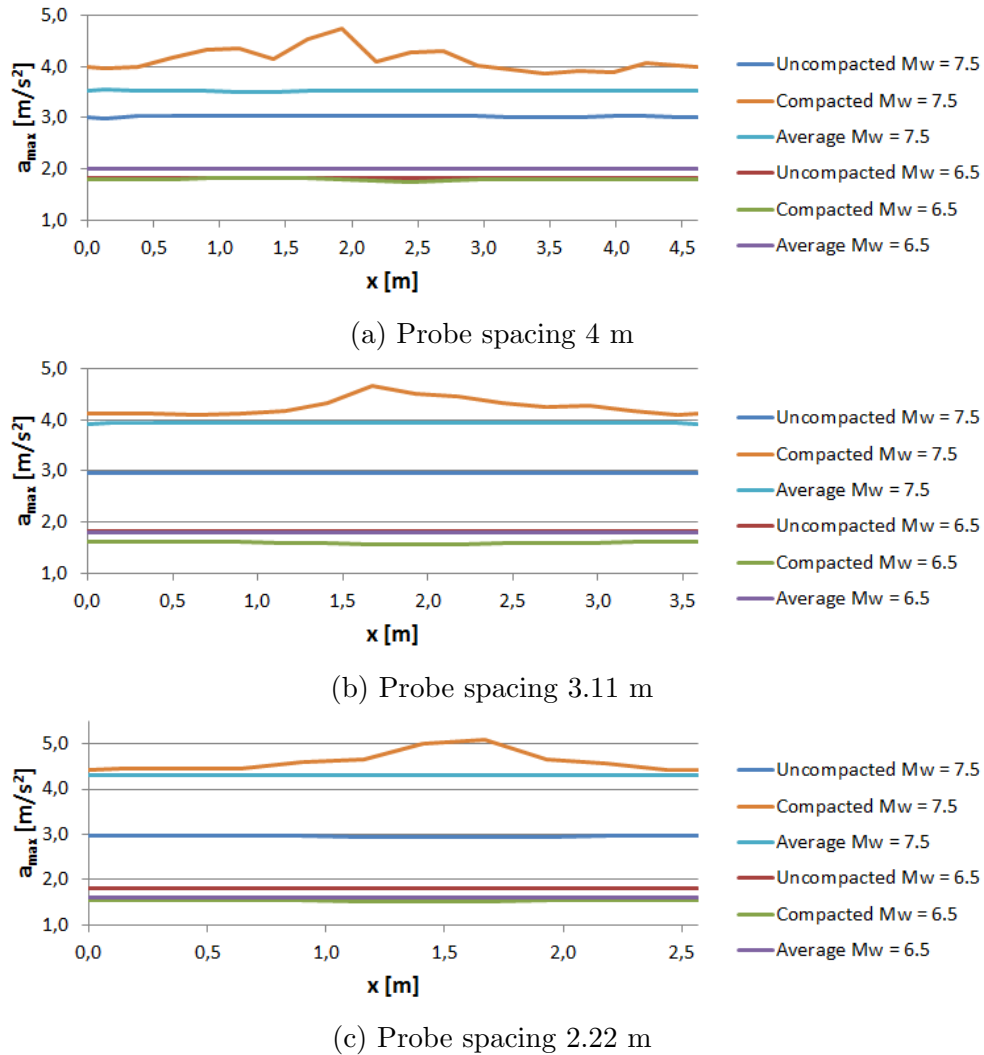 5,0
4,0
3,0
2,0
1,0
a_max [m/s²]
0,0 0,5 1,0 1,5 2,0 2,5 3,0 3,5 4,0 4,5
x [m]
Uncompacted Mw = 7.5
Compacted Mw = 7.5
Average Mw = 7.5
Uncompacted Mw = 6.5
Compacted Mw = 6.5
Average Mw = 6.5
(a) Probe spacing 4 m
5,0
4,0
3,0
2,0
1,0
a_max [m/s²]
0,0 0,5 1,0 1,5 2,0 2,5 3,0 3,5
x [m]
Uncompacted Mw = 7.5
Compacted Mw = 7.5
Average Mw = 7.5
Uncompacted Mw = 6.5
Compacted Mw = 6.5
Average Mw = 6.5
(b) Probe spacing 3.11 m
5,0
4,0
3,0
2,0
1,0
a_max [m/s²]
0,0 0,5 1,0 1,5 2,0 2,5
x [m]
Uncompacted Mw = 7.5
Compacted Mw = 7.5
Average Mw = 7.5
Uncompacted Mw = 6.5
Compacted Mw = 6.5
Average Mw = 6.5
(c) Probe spacing 2.22 m